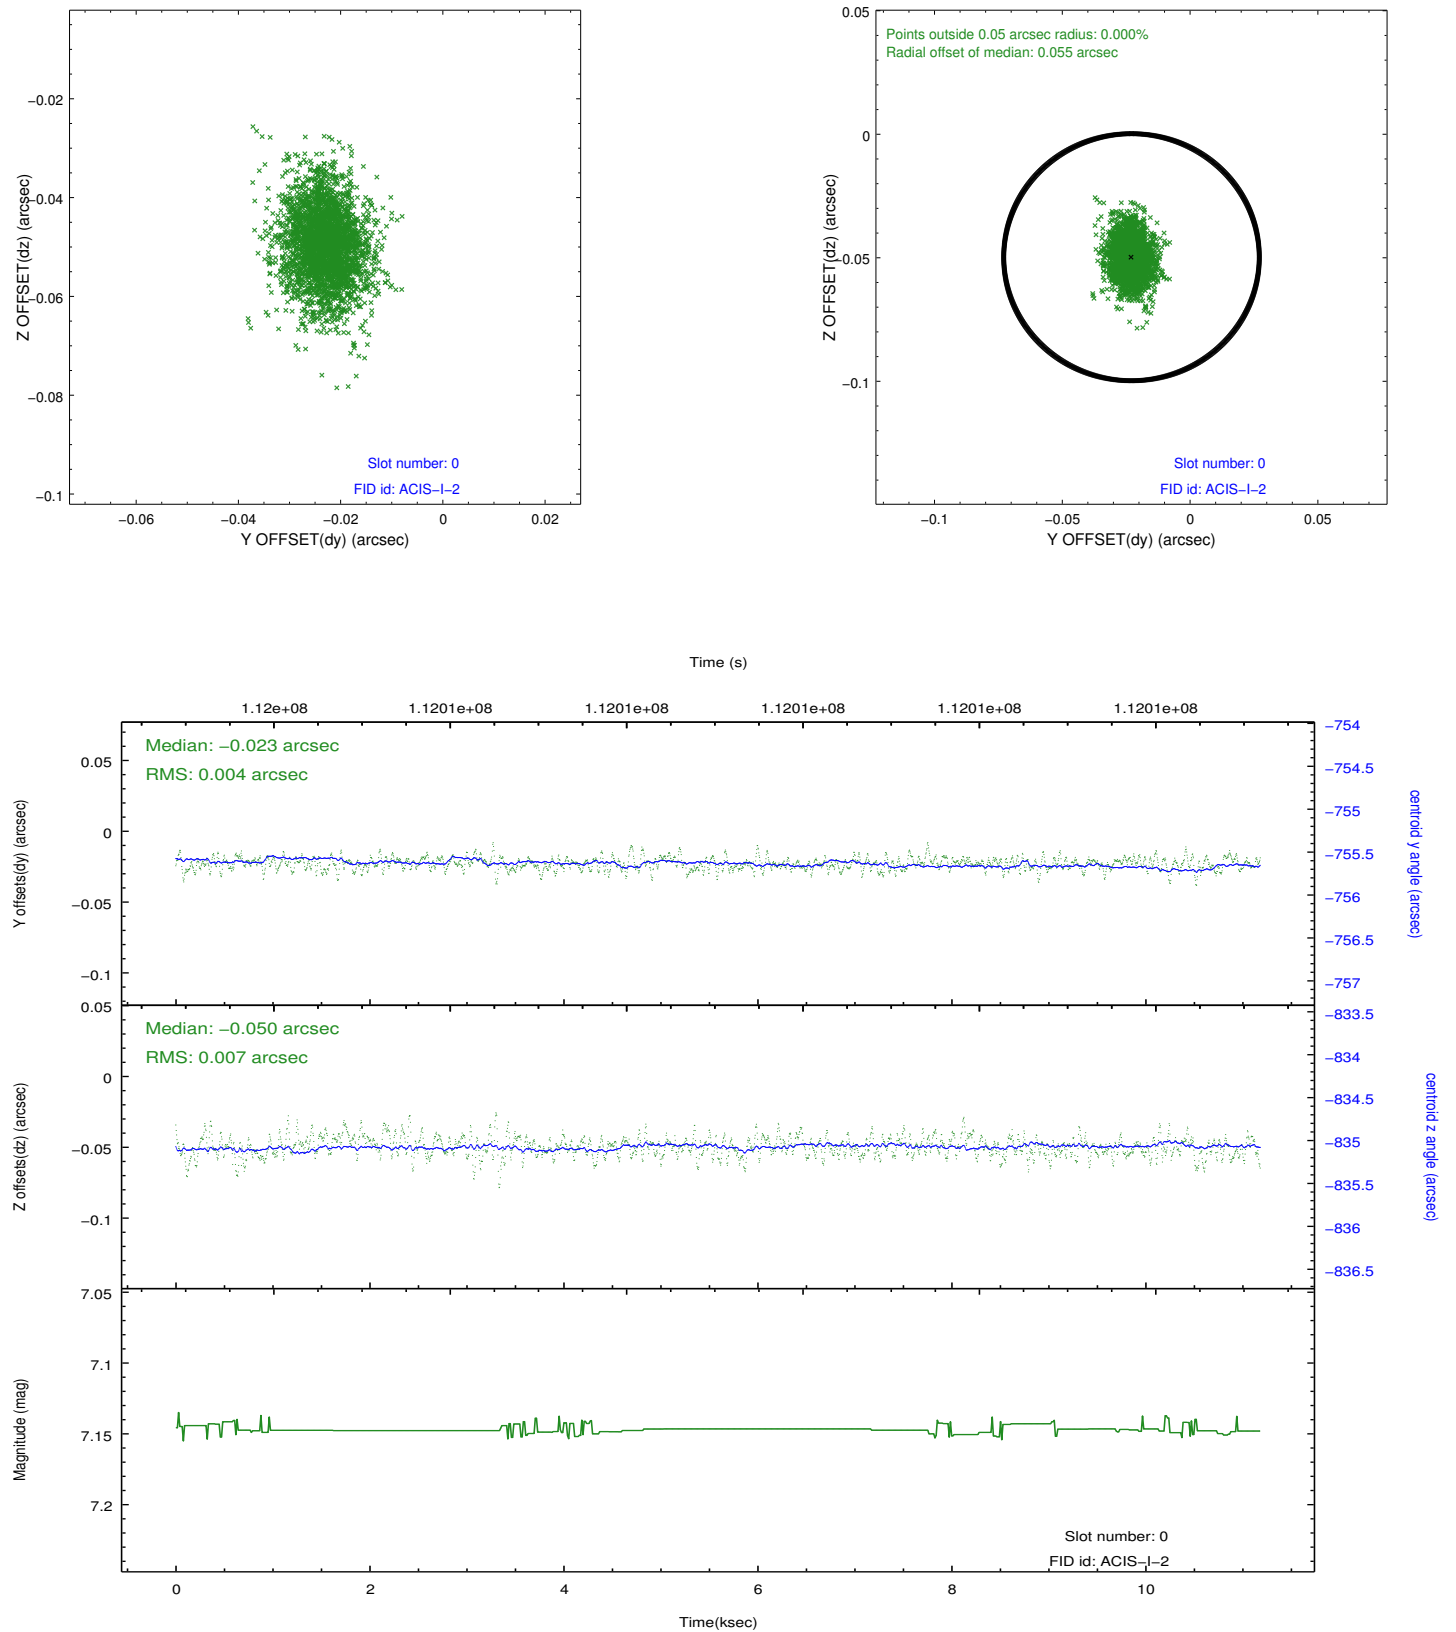 −0.02
−0.04
−0.06
−0.08
−0.1
Z OFFSET(dz) (arcsec)
Slot number: 0
FID id: ACIS−I−2
−0.06
−0.04
−0.02
0
0.02
Y OFFSET(dy) (arcsec)
0.05
0
−0.05
−0.1
Z OFFSET(dz) (arcsec)
Points outside 0.05 arcsec radius: 0.000%
Radial offset of median: 0.055 arcsec
Slot number: 0
FID id: ACIS−I−2
−0.1
−0.05
0
0.05
Y OFFSET(dy) (arcsec)
Time (s)
1.12e+08
1.1201e+08
1.1201e+08
1.1201e+08
1.1201e+08
1.1201e+08
Median: −0.023 arcsec
RMS: 0.004 arcsec
0.05
0
−0.05
−0.1
Y offsets(dy) (arcsec)
−754
−754.5
−755
−755.5
−756
−756.5
−757
centroid y angle (arcsec)
Median: −0.050 arcsec
RMS: 0.007 arcsec
0.05
0
−0.05
−0.1
Z offsets(dz) (arcsec)
−833.5
−834
−834.5
−835
−835.5
−836
−836.5
centroid z angle (arcsec)
7.05
7.1
7.15
7.2
Magnitude (mag)
Slot number: 0
FID id: ACIS−I−2
0
2
4
6
8
10
Time(ksec)